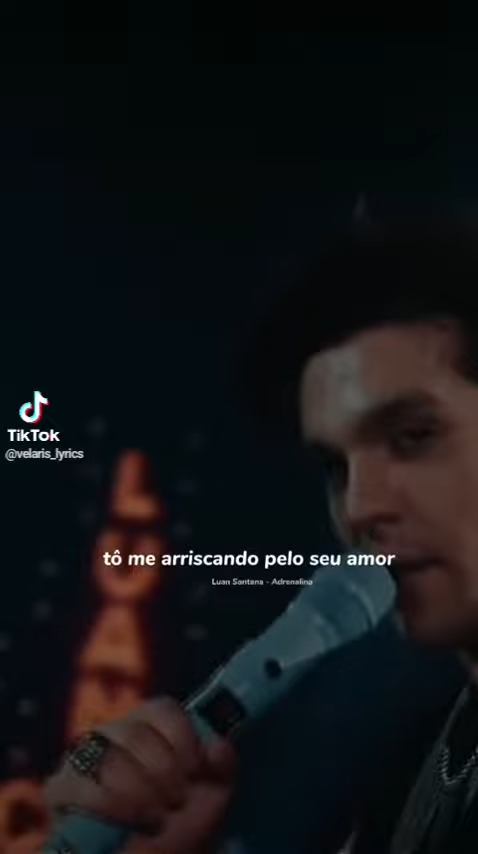 TikTok
@velaris_lyrics
tô me arriscando pelo seu amor
Luan Santana - Adrenalina